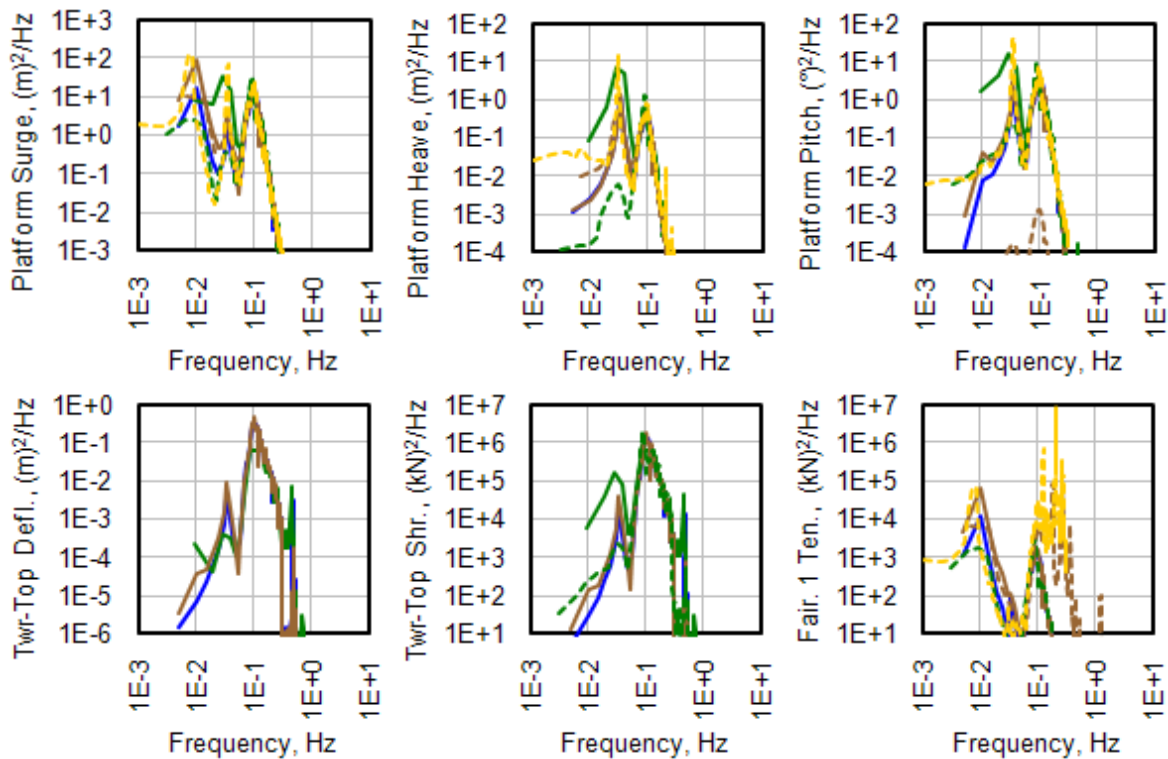 Platform Surge, (m)²/Hz
1E+3
1E+2
1E+1
1E+0
1E-1
1E-2
1E-3
1E-3
1E-2
1E-1
1E+0
1E+1
Frequency, Hz
Platform Heave, (m)²/Hz
1E+2
1E+1
1E+0
1E-1
1E-2
1E-3
1E-4
1E-3
1E-2
1E-1
1E+0
1E+1
Frequency, Hz
Platform Pitch, (°)²/Hz
1E+2
1E+1
1E+0
1E-1
1E-2
1E-3
1E-4
1E-3
1E-2
1E-1
1E+0
1E+1
Frequency, Hz
Twr-Top Defl., (m)²/Hz
1E+0
1E-1
1E-2
1E-3
1E-4
1E-5
1E-6
1E-3
1E-2
1E-1
1E+0
1E+1
Frequency, Hz
Twr-Top Shr., (kN)²/Hz
1E+7
1E+6
1E+5
1E+4
1E+3
1E+2
1E+1
1E-3
1E-2
1E-1
1E+0
1E+1
Frequency, Hz
Fair. 1 Ten., (kN)²/Hz
1E+7
1E+6
1E+5
1E+4
1E+3
1E+2
1E+1
1E-3
1E-2
1E-1
1E+0
1E+1
Frequency, Hz